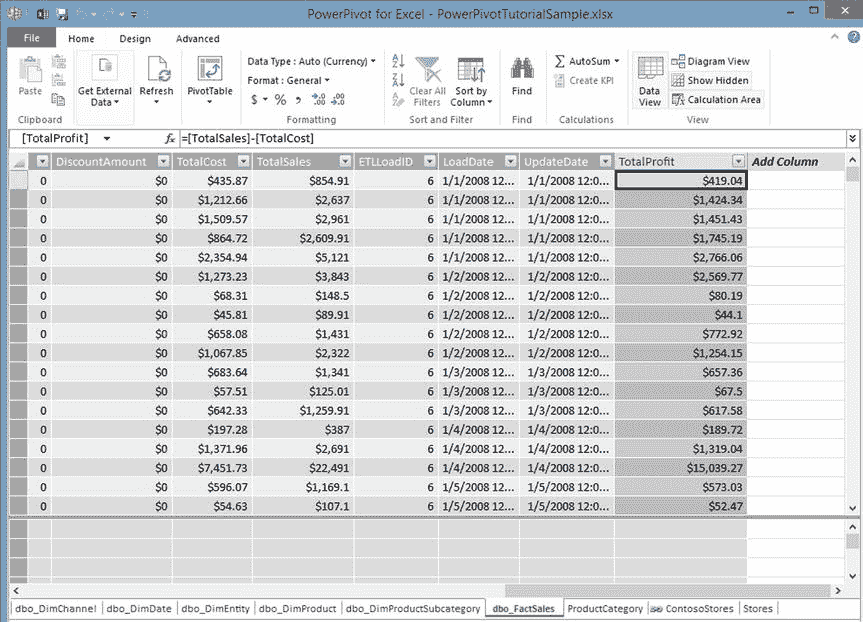 PowerPivot for Excel - PowerPivotTutorialSample.xlsx
File Home Design Advanced
Paste
Clipboard
Get External Data
Refresh
PivotTable
Data Type : Auto (Currency)
Format : General
$ % , .00 .00
Formatting
Clear All Filters
Sort by Column
Sort and Filter
Find
Find
AutoSum
Create KPI
Calculations
Data View
Diagram View
Show Hidden
Calculation Area
View
[TotalProfit] fx =[TotalSales]-[TotalCost]
DiscountAmount TotalCost TotalSales ETLLoadID LoadDate UpdateDate TotalProfit Add Column
0 $0 $435.87 $854.91 6 1/1/2008 12... 1/1/2008 12:0... $419.04
0 $0 $1,212.66 $2,637 6 1/1/2008 12... 1/1/2008 12:0... $1,424.34
0 $0 $1,509.57 $2,961 6 1/1/2008 12... 1/1/2008 12:0... $1,451.43
0 $0 $864.72 $2,609.91 6 1/1/2008 12... 1/1/2008 12:0... $1,745.19
0 $0 $2,354.94 $5,121 6 1/1/2008 12... 1/1/2008 12:0... $2,766.06
0 $0 $1,273.23 $3,843 6 1/2/2008 12... 1/2/2008 12:0... $2,569.77
0 $0 $68.31 $148.5 6 1/2/2008 12... 1/2/2008 12:0... $80.19
0 $0 $45.81 $89.91 6 1/2/2008 12... 1/2/2008 12:0... $44.1
0 $0 $658.08 $1,431 6 1/2/2008 12... 1/2/2008 12:0... $772.92
0 $0 $1,067.85 $2,322 6 1/2/2008 12... 1/2/2008 12:0... $1,254.15
0 $0 $683.64 $1,341 6 1/3/2008 12... 1/3/2008 12:0... $657.36
0 $0 $57.51 $125.01 6 1/3/2008 12... 1/3/2008 12:0... $67.5
0 $0 $642.33 $1,259.91 6 1/3/2008 12... 1/3/2008 12:0... $617.58
0 $0 $197.28 $387 6 1/4/2008 12... 1/4/2008 12:0... $189.72
0 $0 $1,371.96 $2,691 6 1/4/2008 12... 1/4/2008 12:0... $1,319.04
0 $0 $7,451.73 $22,491 6 1/4/2008 12... 1/4/2008 12:0... $15,039.27
0 $0 $596.07 $1,169.1 6 1/5/2008 12... 1/5/2008 12:0... $573.03
0 $0 $54.63 $107.1 6 1/5/2008 12... 1/5/2008 12:0... $52.47
dbo_DimChannel dbo_DimDate dbo_DimEntity dbo_DimProduct dbo_DimProductSubcategory dbo_FactSales ProductCategory ContosoStores Stores